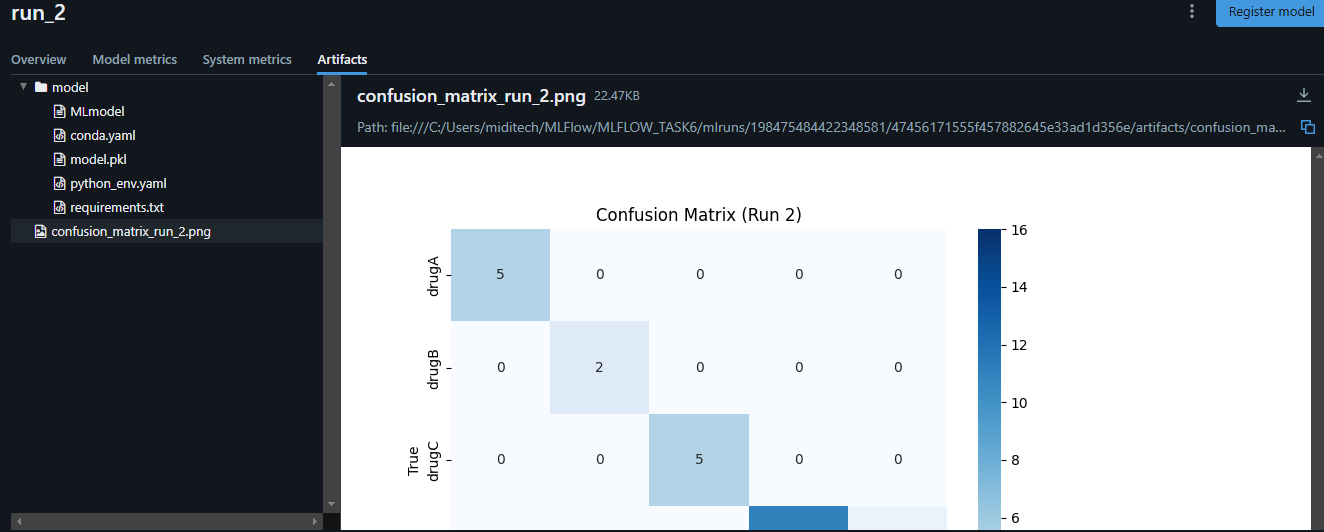 run_2
Register model
Overview Model metrics System metrics Artifacts
model
MLmodel
conda.yaml
model.pkl
python_env.yaml
requirements.txt
confusion_matrix_run_2.png
confusion_matrix_run_2.png 22.47KB
Path: file:///C:/Users/miditech/MLFlow/MLFLOW_TASK6/mlruns/198475484422348581/47456171555f457882645e33ad1d356e/artifacts/confusion_ma...
Confusion Matrix (Run 2)
drugA 5 0 0 0 0
drugB 0 2 0 0 0
True
drugC 0 0 5 0 0
16
14
12
10
8
6